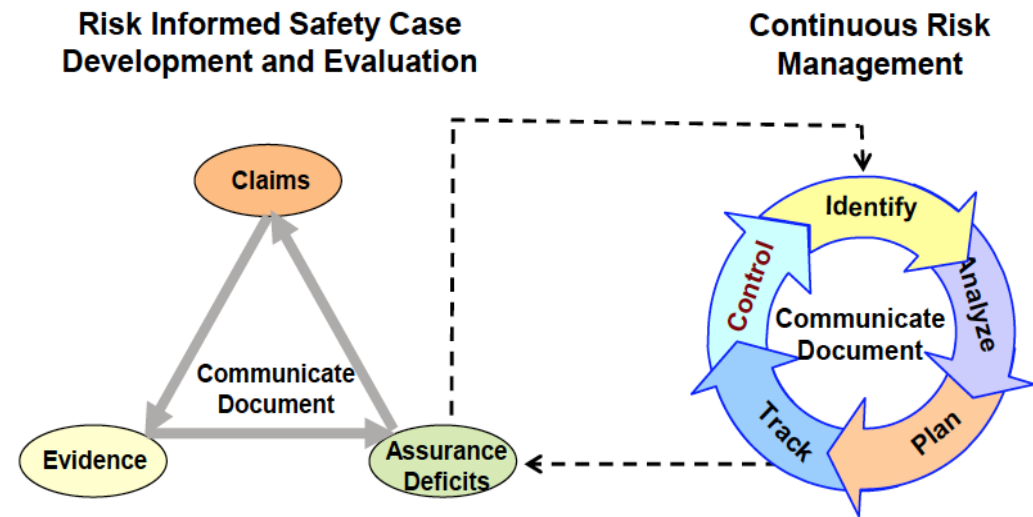 Risk Informed Safety Case
Development and Evaluation
Continuous Risk
Management
Claims
Communicate
Document
Evidence
Assurance
Deficits
Identify
Analyze
Plan
Track
Control
Communicate
Document